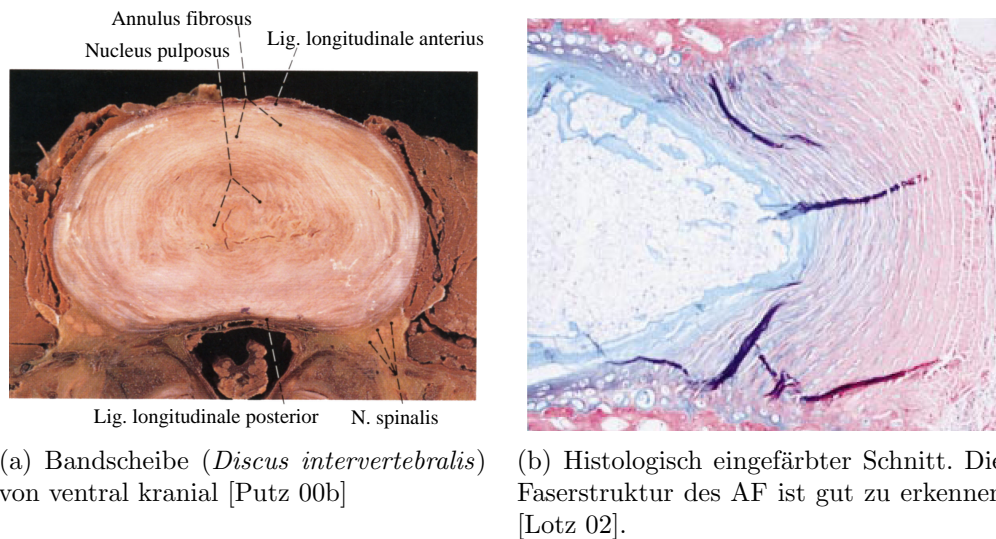 Annulus fibrosus
Nucleus pulposus
Lig. longitudinale anterius
Lig. longitudinale posterior
N. spinalis
(a) Bandscheibe (Discus intervertebralis)
von ventral kranial [Putz 00b]
(b) Histologisch eingefärbter Schnitt. Die
Faserstruktur des AF ist gut zu erkennen
[Lotz 02].